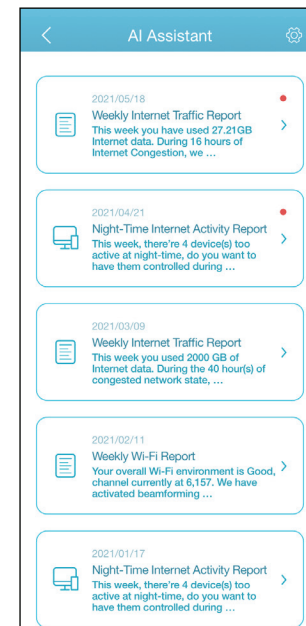 AI Assistant
2021/05/18
Weekly Internet Traffic Report
This week you have used 27.21GB
Internet data. During 16 hours of
Internet Congestion, we ...
2021/04/21
Night-Time Internet Activity Report
This week, there're 4 device(s) too
active at night-time, do you want to
have them controlled during ...
2021/03/09
Weekly Internet Traffic Report
This week you used 2000 GB of
Internet data. During the 40 hour(s) of
congested network state, ...
2021/02/11
Weekly Wi-Fi Report
Your overall Wi-Fi environment is Good,
channel currently at 6,157. We have
activated beamforming ...
2021/01/17
Night-Time Internet Activity Report
This week, there're 4 device(s) too
active at night-time, do you want to
have them controlled during ...